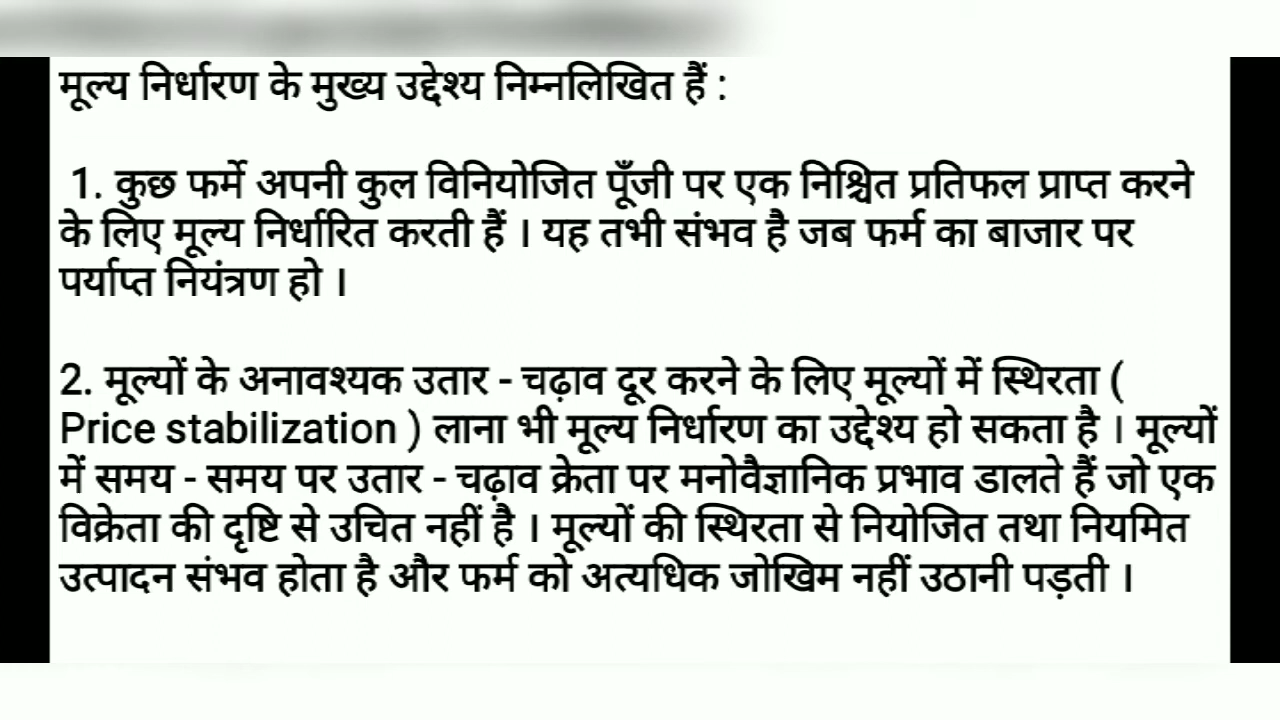 मूल्य निर्धारण के मुख्य उद्देश्य निम्नलिखित हैं :
1. कुछ फर्मे अपनी कुल विनियोजित पूँजी पर एक निश्चित प्रतिफल प्राप्त करने
के लिए मूल्य निर्धारित करती हैं । यह तभी संभव है जब फर्म का बाजार पर
पर्याप्त नियंत्रण हो ।
2. मूल्यों के अनावश्यक उतार - चढ़ाव दूर करने के लिए मूल्यों में स्थिरता (
Price stabilization ) लाना भी मूल्य निर्धारण का उद्देश्य हो सकता है । मूल्यों
में समय - समय पर उतार - चढ़ाव क्रेता पर मनोवैज्ञानिक प्रभाव डालते हैं जो एक
विक्रेता की दृष्टि से उचित नहीं है । मूल्यों की स्थिरता से नियोजित तथा नियमित
उत्पादन संभव होता है और फर्म को अत्यधिक जोखिम नहीं उठानी पड़ती ।